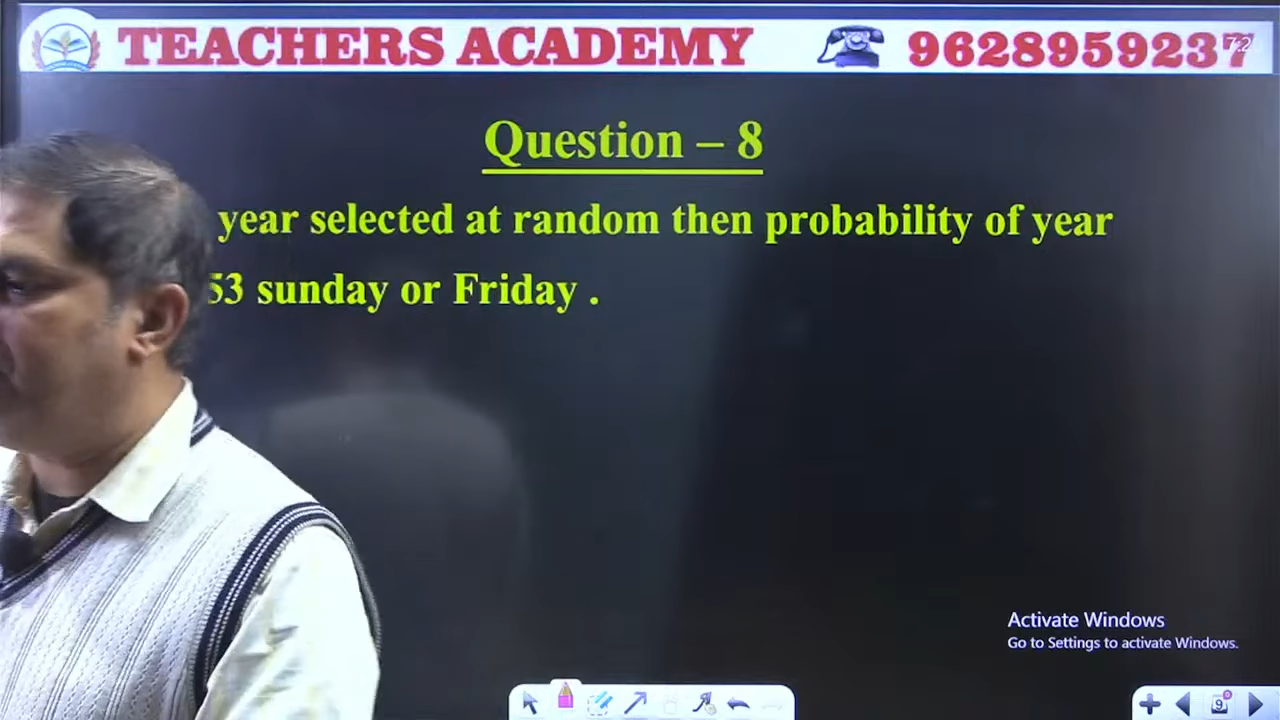 TEACHERS ACADEMY
9628959237
Question – 8
year selected at random then probability of year
53 sunday or Friday .
Activate Windows
Go to Settings to activate Windows.